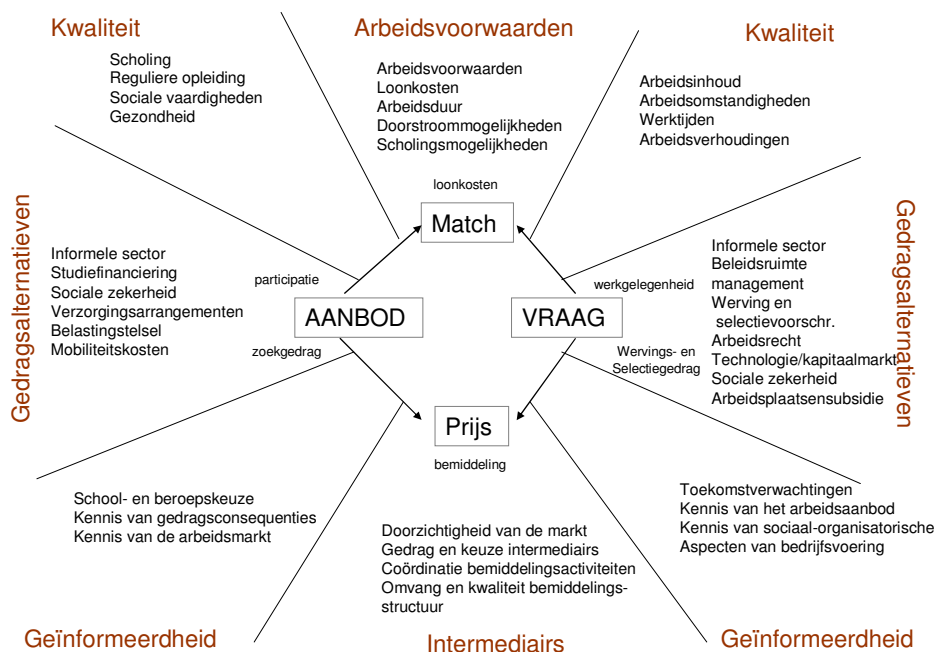 Kwaliteit
Scholing
Reguliere opleiding
Sociale vaardigheden
Gezondheid
Arbeidsvoorwaarden
Arbeidsvoorwaarden
Loonkosten
Arbeidsduur
Doorstroommogelijkheden
Scholingsmogelijkheden
Kwaliteit
Arbeidsinhoud
Arbeidsomstandigheden
Werktijden
Arbeidsverhoudingen
loonkosten
Match
Gedragsalternatieven
Informele sector
Studiefinanciering
Sociale zekerheid
Verzorgingsarrangementen
Belastingstelsel
Mobiliteitskosten
participatie
AANBOD
zoekgedrag
werkgelegenheid
VRAAG
Wervings- en
Selectiegedrag
Informele sector
Beleidsruimte
management
Werving en
selectievoorschr.
Arbeidsrecht
Technologie/kapitaalmarkt
Sociale zekerheid
Arbeidsplaatsensubsidie
Gedragsalternatieven
Prijs
bemiddeling
School- en beroepskeuze
Kennis van gedragsconsequenties
Kennis van de arbeidsmarkt
Geïnformeerdheid
Doorzichtigheid van de markt
Gedrag en keuze intermediairs
Coördinatie bemiddelingsactiviteiten
Omvang en kwaliteit bemiddelings-
structuur
Intermediairs
Toekomstverwachtingen
Kennis van het arbeidsaanbod
Kennis van sociaal-organisatorische
Aspecten van bedrijfsvoering
Geïnformeerdheid